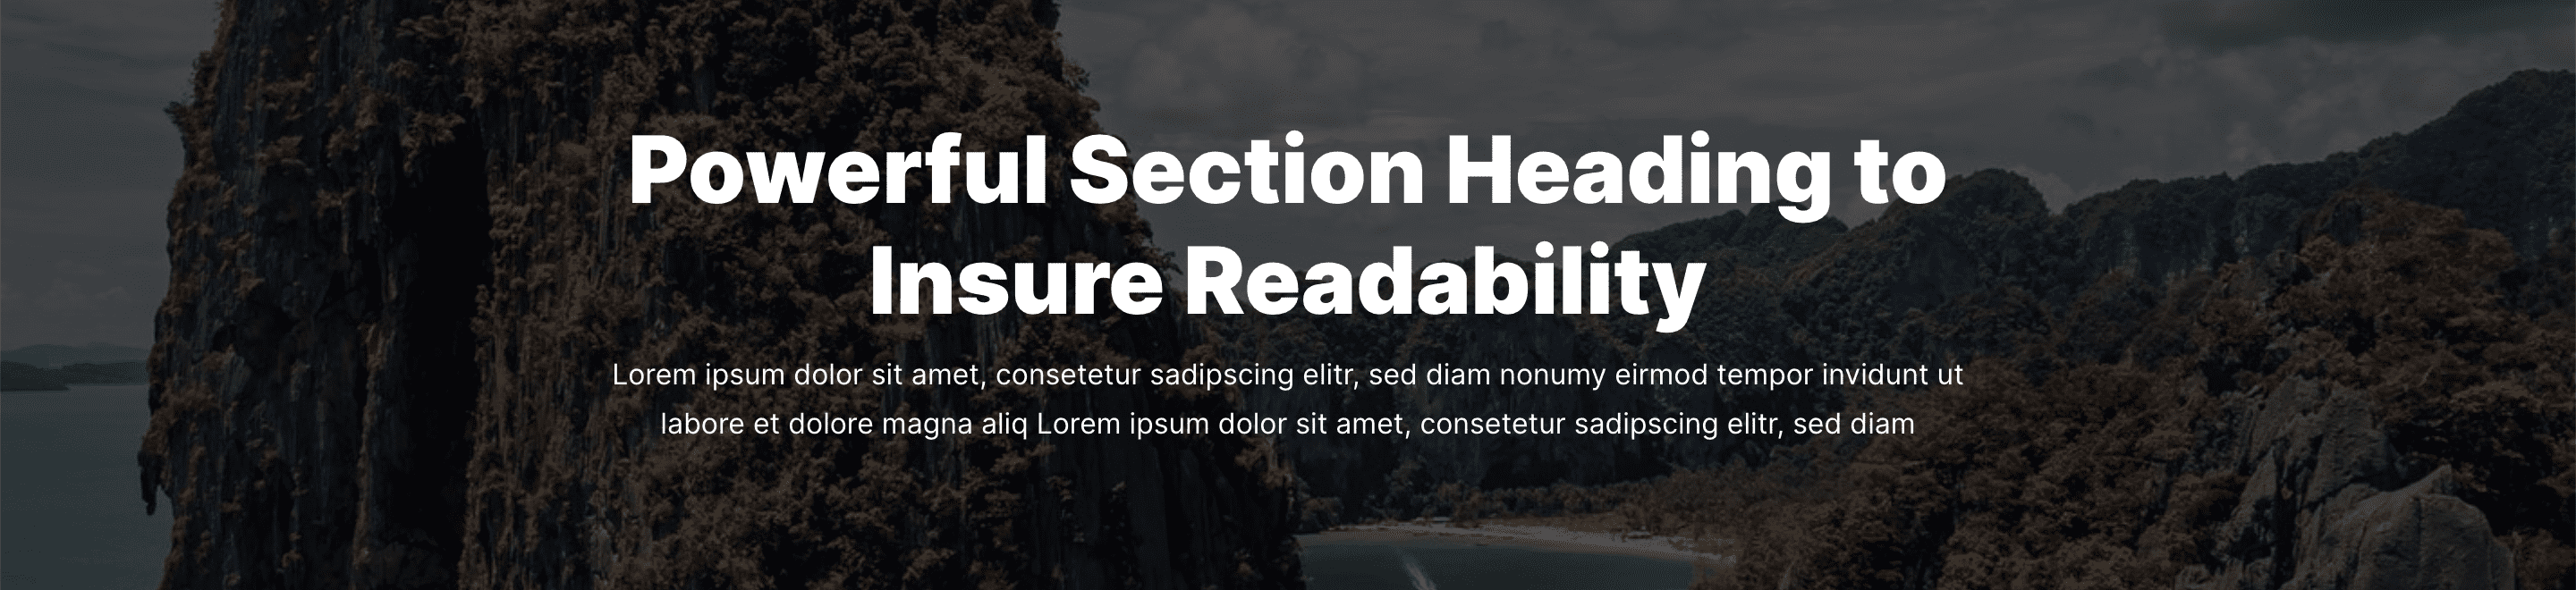 Powerful Section Heading to
Insure Readability
Lorem ipsum dolor sit amet, consetetur sadipscing elitr, sed diam nonumy eirmod tempor invidunt ut
labore et dolore magna aliq Lorem ipsum dolor sit amet, consetetur sadipscing elitr, sed diam